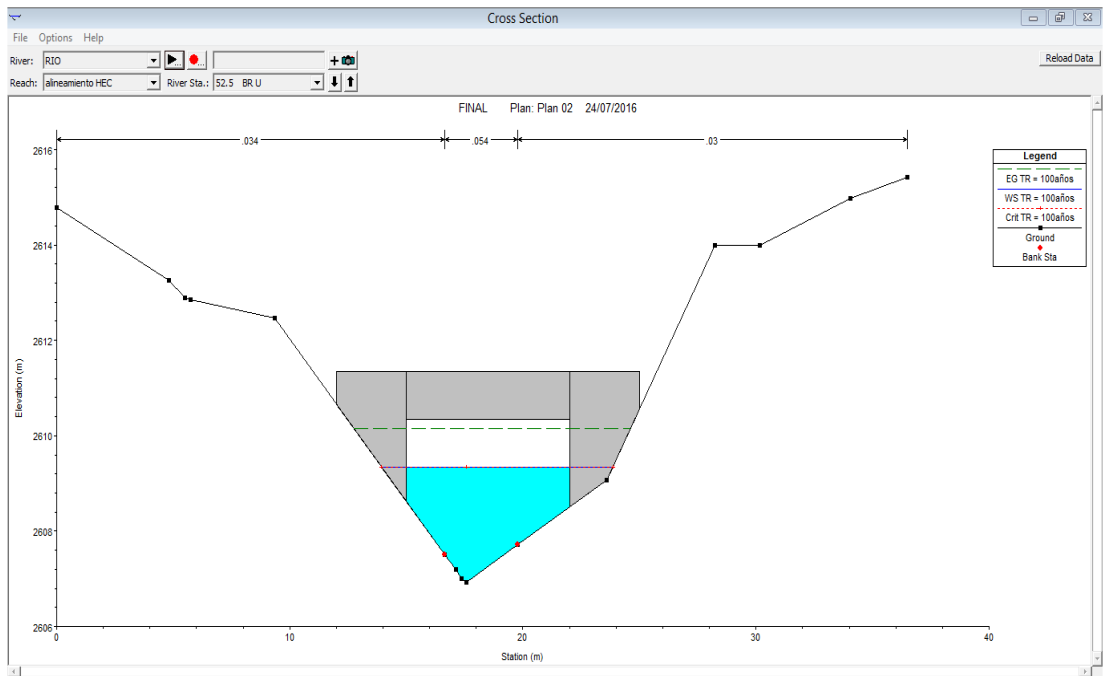 Cross Section
File Options Help
River: RIO
Reload Data
Reach: alineamiento HEC River Sta.: 52.5 BR U
FINAL Plan: Plan 02 24/07/2016
.034 .054 .03
Legend
EG TR = 100años
WS TR = 100años
Crit TR = 100años
Ground
Bank Sta
2616
2614
2612
2610
2608
2606
Elevation (m)
0 10 20 30 40
Station (m)